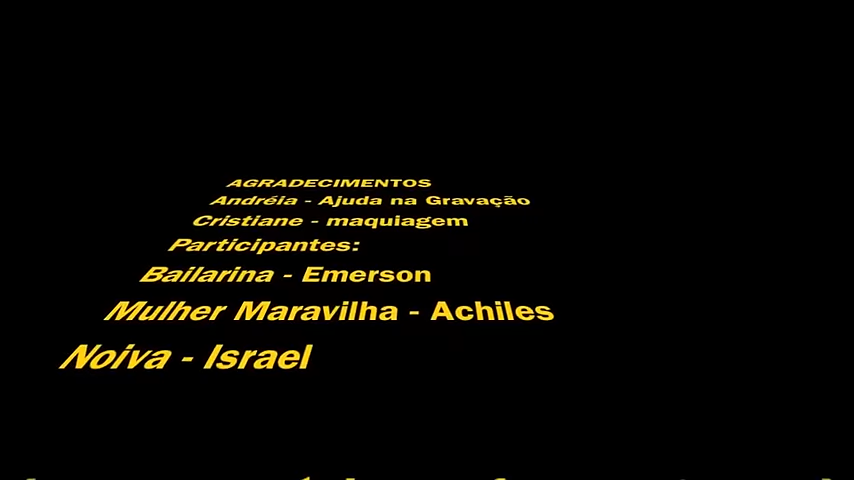 AGRADECIMENTOS
Andréia - Ajuda na Gravação
Cristiane - maquiagem
Participantes:
Bailarina - Emerson
Mulher Maravilha - Achiles
Noiva - Israel